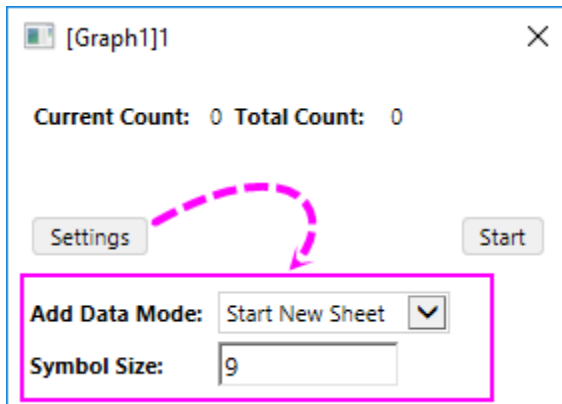 [Graph1]1
Current Count: 0 Total Count: 0
Settings Start
Add Data Mode: Start New Sheet
Symbol Size: 9